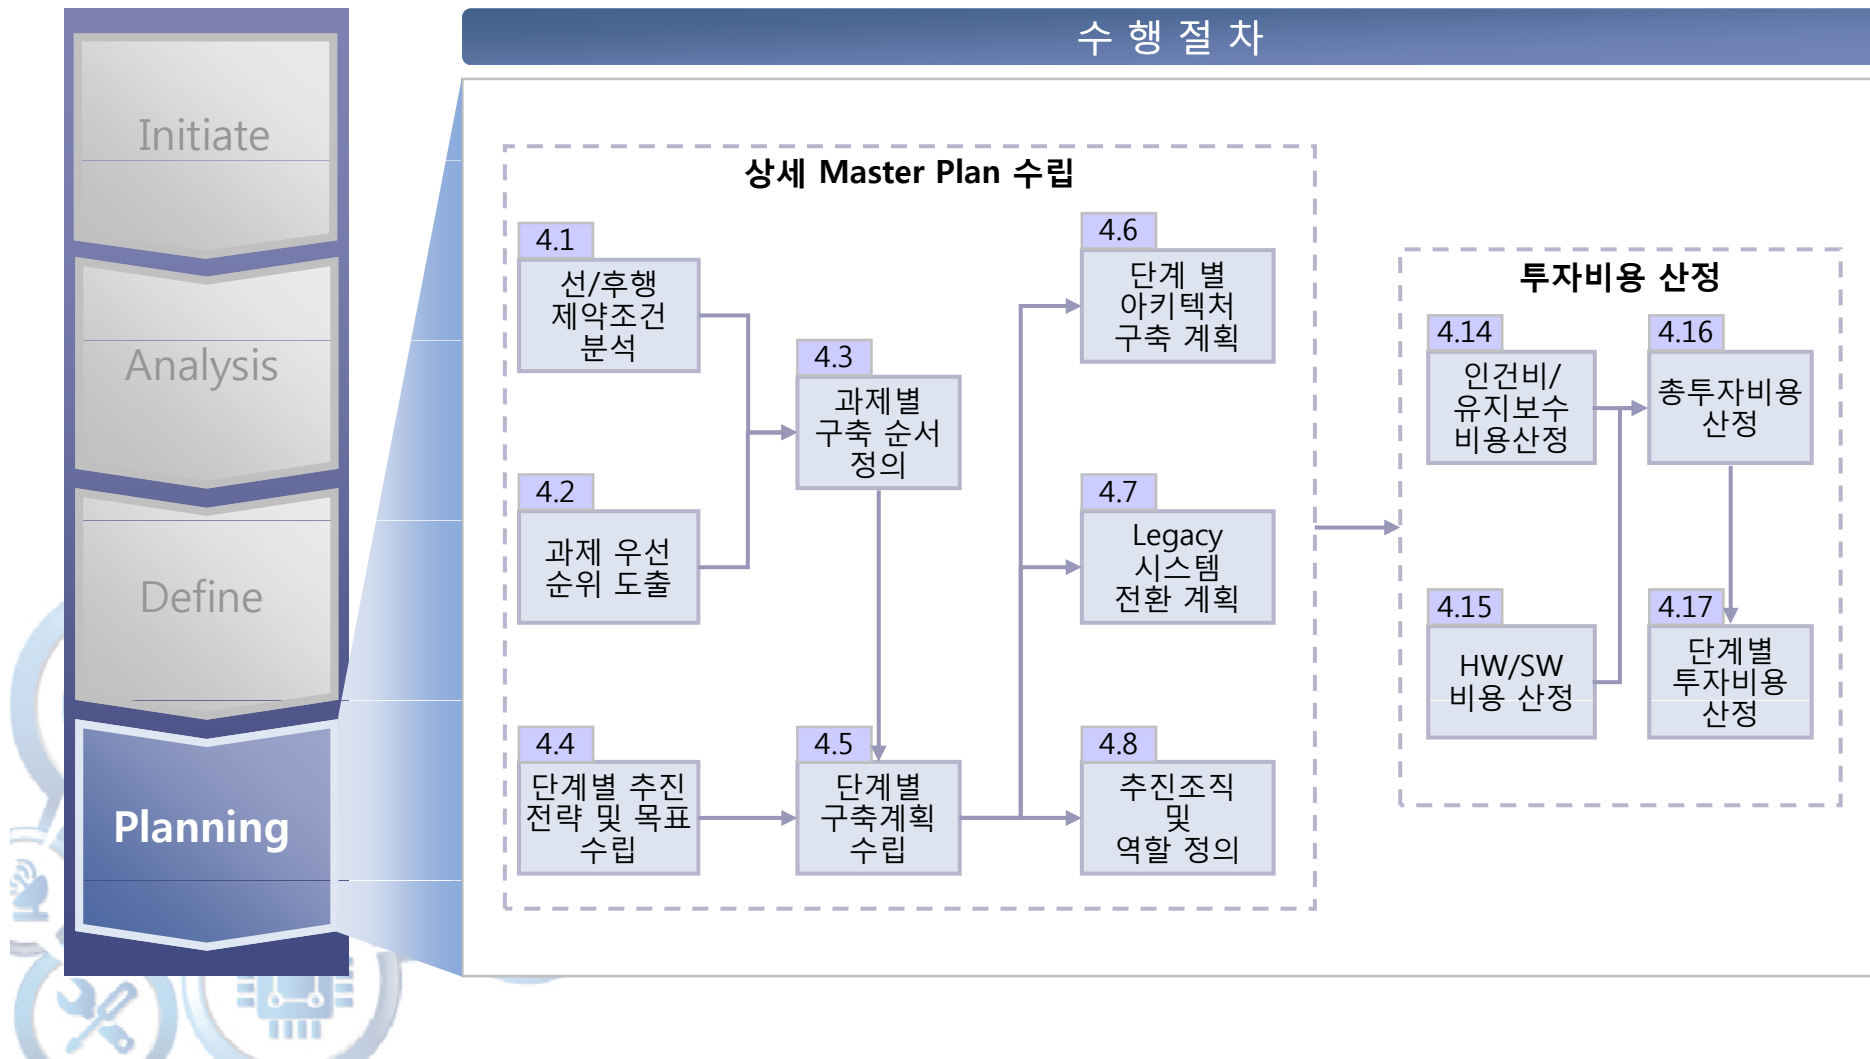 수 행 절 차
Initiate
Analysis
Define
Planning
상세 Master Plan 수립
4.1
선/후행
제약조건
분석
4.2
과제 우선
순위 도출
4.3
과제별
구축 순서
정의
4.4
단계별 추진
전략 및 목표
수립
4.5
단계별
구축계획
수립
4.6
단계 별
아키텍처
구축 계획
4.7
Legacy
시스템
전환 계획
4.8
추진조직
및
역할 정의
투자비용 산정
4.14
인건비/
유지보수
비용산정
4.15
HW/SW
비용 산정
4.16
총투자비용
산정
4.17
단계별
투자비용
산정